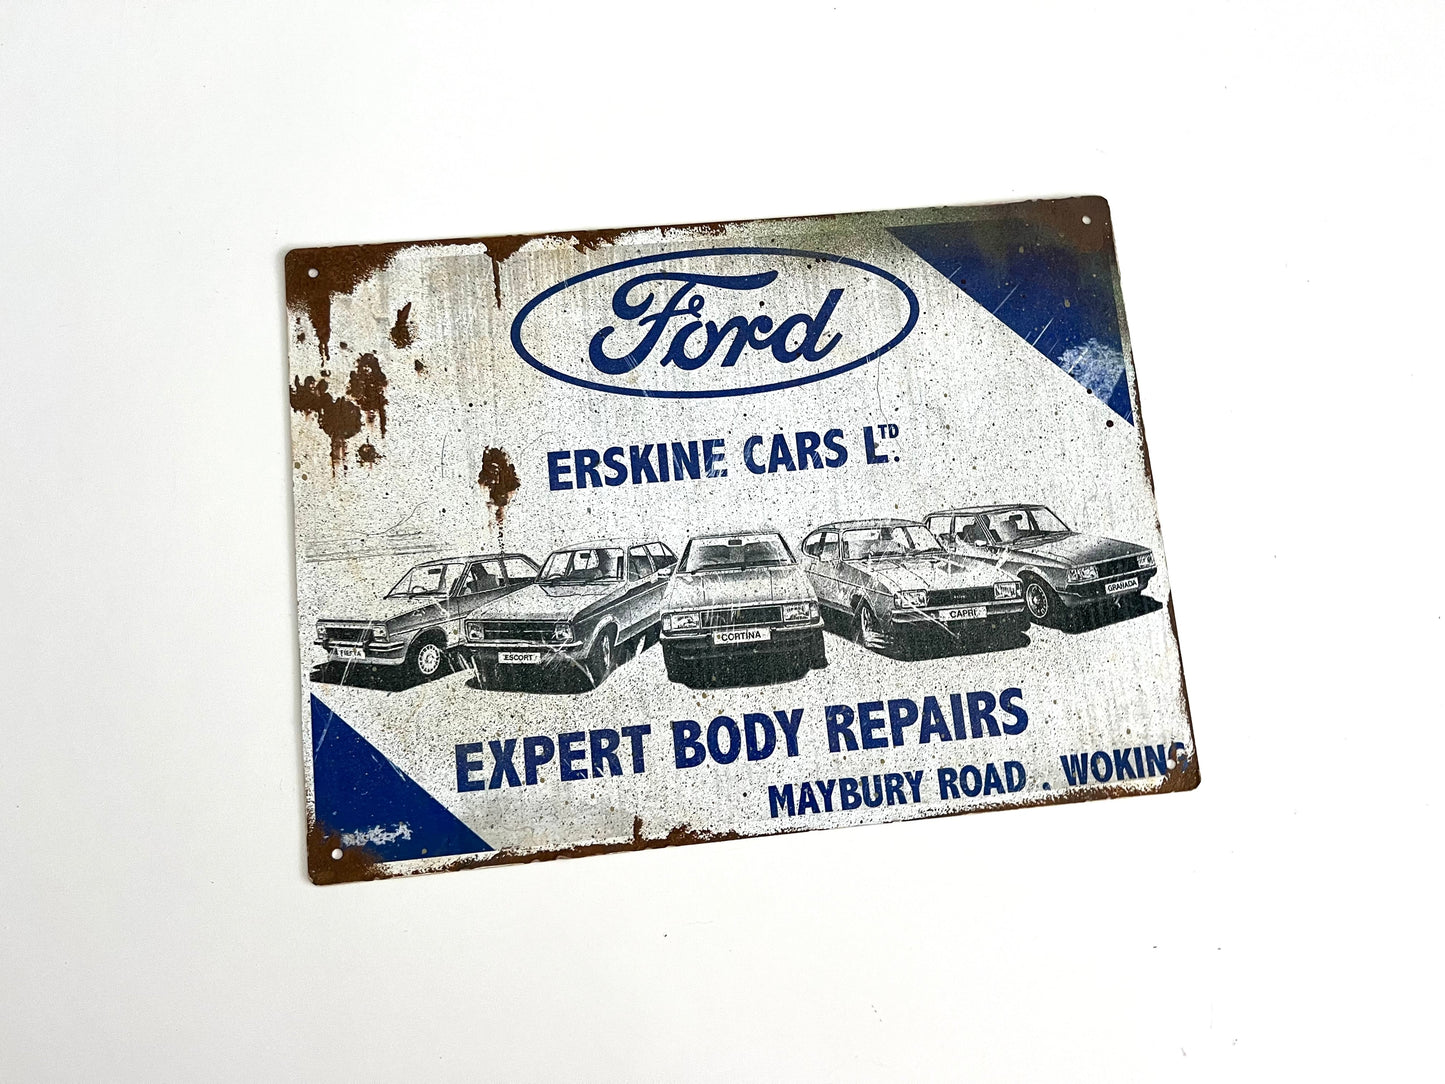 Ford
ERSKINE CARS LTD.
FIESTA
ESCORT
CORTINA
CAPRI
GRANADA
EXPERT BODY REPAIRS
MAYBURY ROAD . WOKING